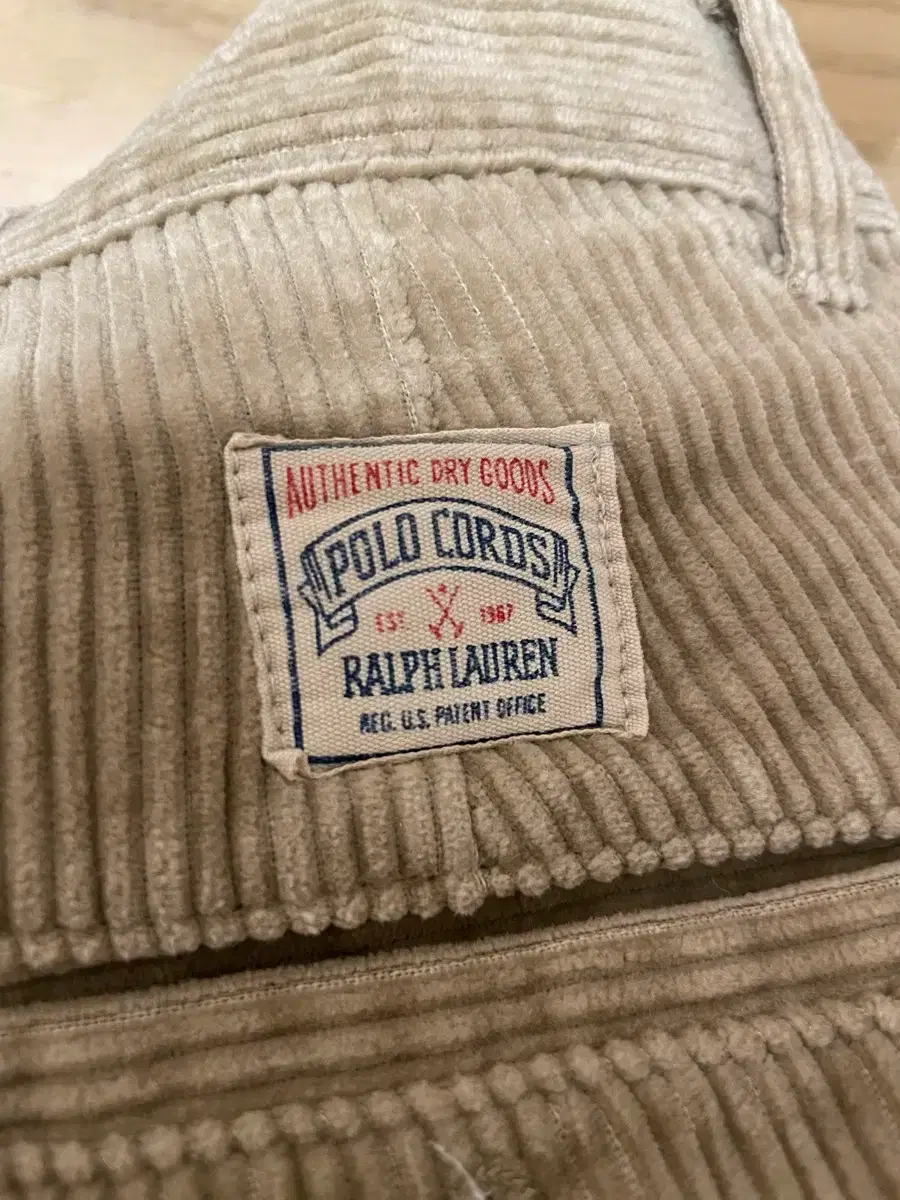 AUTHENTIC DRY GOODS
POLO CORDS
EST 1967
RALPH LAUREN
REG. U.S. PATENT OFFICE